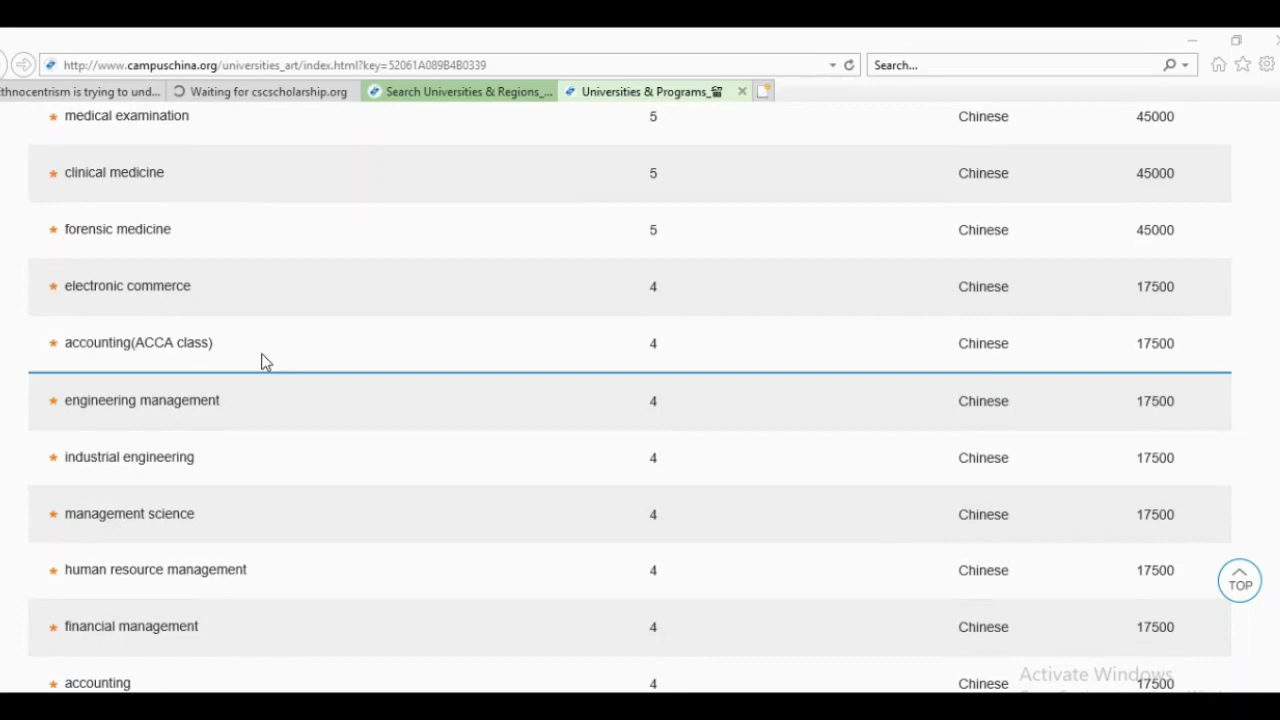 http://www.campuschina.org/universities_art/index.html?key=52061A089B4B0339
Search...
thnocentrism is trying to und...
Waiting for cscscholarship.org
Search Universities & Regions_...
Universities & Programs_
medical examination 5 Chinese 45000
clinical medicine 5 Chinese 45000
forensic medicine 5 Chinese 45000
electronic commerce 4 Chinese 17500
accounting(ACCA class) 4 Chinese 17500
engineering management 4 Chinese 17500
industrial engineering 4 Chinese 17500
management science 4 Chinese 17500
human resource management 4 Chinese 17500
TOP
financial management 4 Chinese 17500
Activate Windows
accounting 4 Chinese 17500